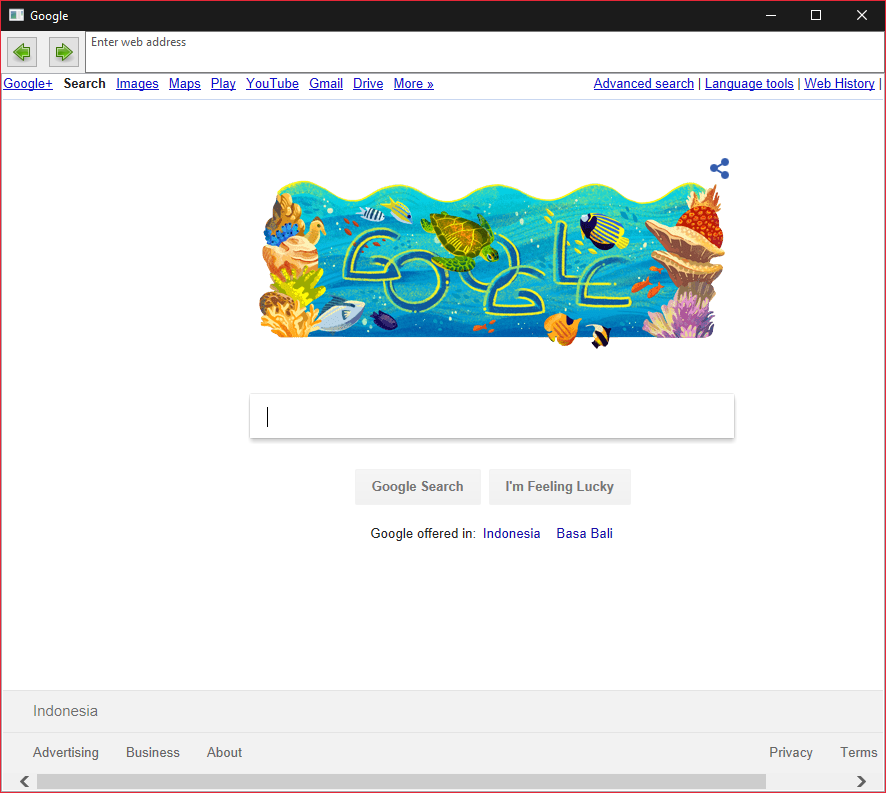 Google
Enter web address
Google+ Search Images Maps Play YouTube Gmail Drive More » Advanced search | Language tools | Web History |
GOOGLE
Google Search I'm Feeling Lucky
Google offered in: Indonesia Basa Bali
Indonesia
Advertising Business About Privacy Terms